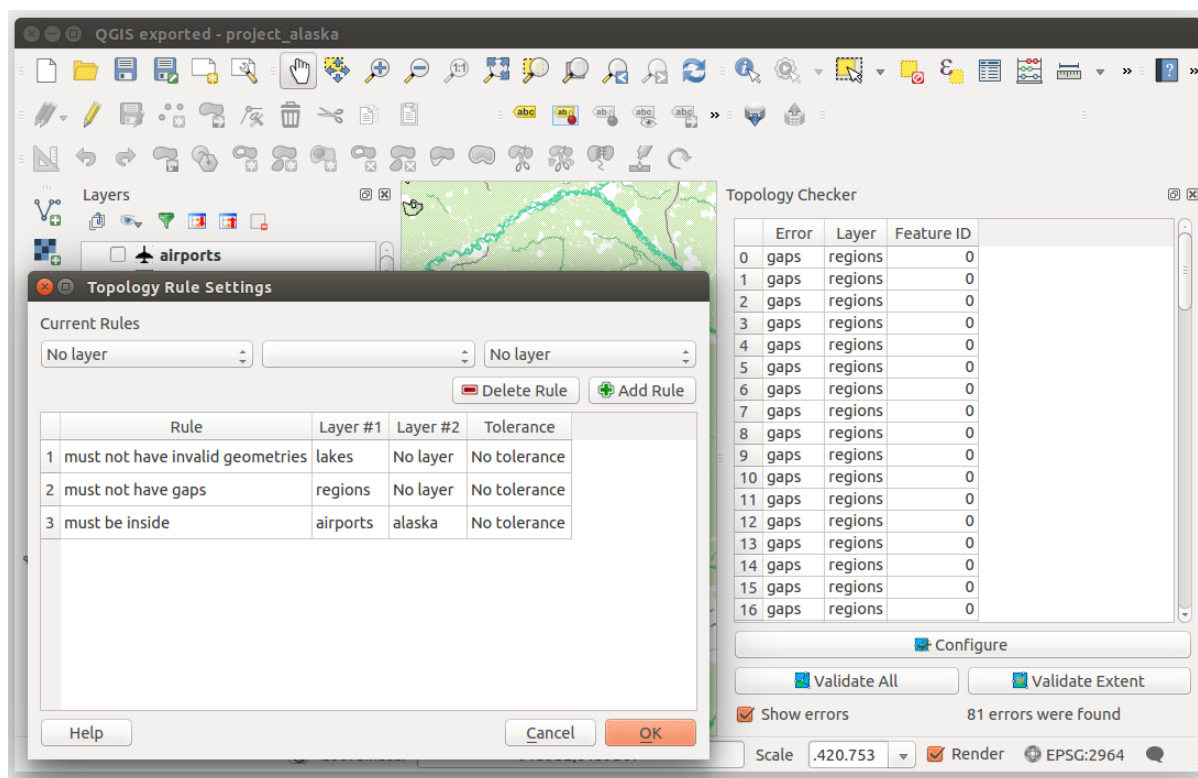 QGIS exported - project_alaska
1:1
abc abc ab abc abc » » »
ε
?
Layers
airports
Topology Checker
Error Layer Feature ID
0 gaps regions 0
1 gaps regions 0
2 gaps regions 0
3 gaps regions 0
4 gaps regions 0
5 gaps regions 0
6 gaps regions 0
7 gaps regions 0
8 gaps regions 0
9 gaps regions 0
10 gaps regions 0
11 gaps regions 0
12 gaps regions 0
13 gaps regions 0
14 gaps regions 0
15 gaps regions 0
16 gaps regions 0
Configure
Validate All Validate Extent
Show errors 81 errors were found
Topology Rule Settings
Current Rules
No layer No layer
Delete Rule Add Rule
Rule Layer #1 Layer #2 Tolerance
1 must not have invalid geometries lakes No layer No tolerance
2 must not have gaps regions No layer No tolerance
3 must be inside airports alaska No tolerance
Help Cancel OK
Scale .420.753 Render EPSG:2964